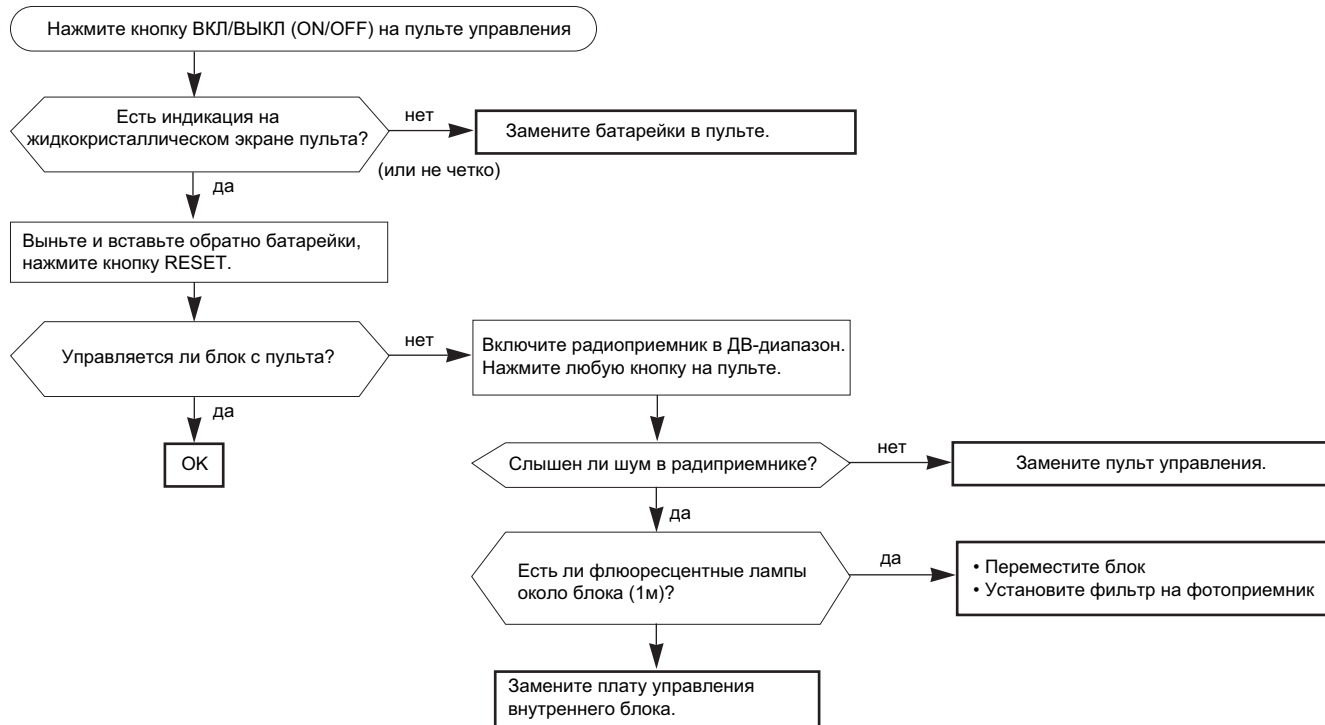 Нажмите кнопку ВКЛ/ВЫКЛ (ON/OFF) на пульте управления
Есть индикация на
жидкокристаллическом экране пульта?
нет
Замените батарейки в пульте.
(или не четко)
да
Выньте и вставьте обратно батарейки,
нажмите кнопку RESET.
Управляется ли блок с пульта?
нет
Включите радиоприемник в ДВ-диапазон.
Нажмите любую кнопку на пульте.
да
OK
Слышен ли шум в радиприемнике?
нет
Замените пульт управления.
да
Есть ли флюоресцентные лампы
около блока (1м)?
да
• Переместите блок
• Установите фильтр на фотоприемник
Замените плату управления
внутреннего блока.